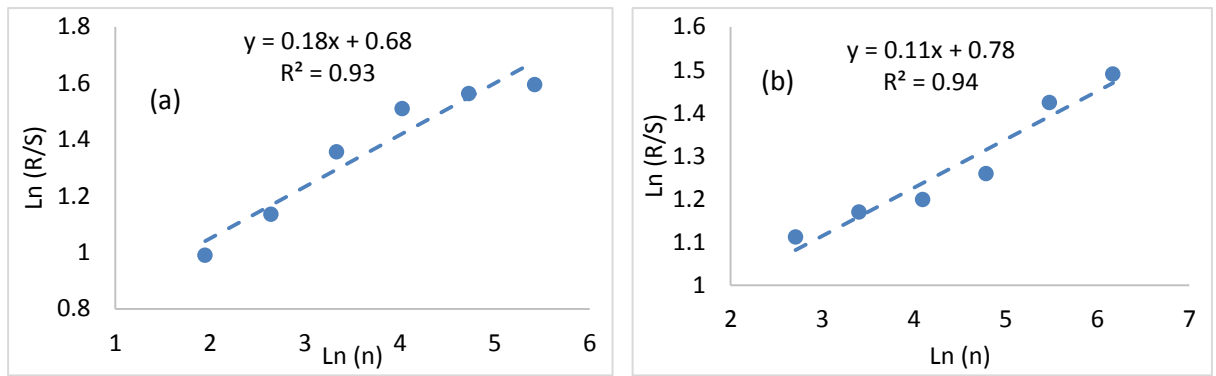 y = 0.18x + 0.68
R² = 0.93
(a)
Ln (R/S)
1.8
1.6
1.4
1.2
1
0.8
1 2 3 4 5 6
Ln (n)
y = 0.11x + 0.78
R² = 0.94
(b)
Ln (R/S)
1.6
1.5
1.4
1.3
1.2
1.1
1
2 3 4 5 6 7
Ln (n)